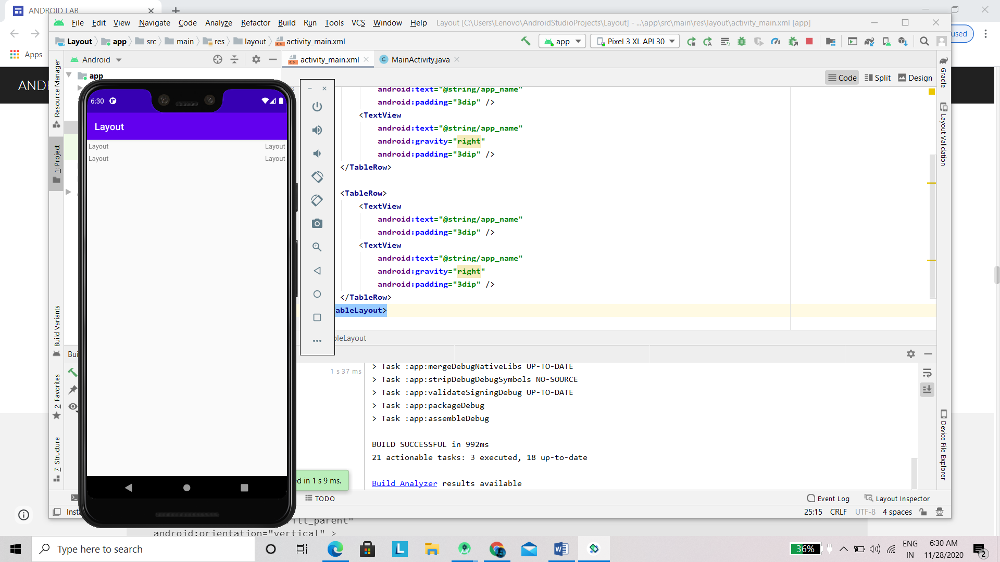 ANDROID LAB
File Edit View Navigate Code Analyze Refactor Build Run Tools VCS Window Help Layout [C:\Users\Lenovo\AndroidStudioProjects\Layout] - ...\app\src\main\res\layout\activity_main.xml [app]
Layout app src main res layout activity_main.xml app Pixel 3 XL API 30
used
Apps
Android activity_main.xml MainActivity.java
app
Code Split Design
ANDR
Resource Manager
1: Project
Build Variants
2: Favorites
7: Structure
6:30
Layout
Layout Layout
Layout Layout
android:text="@string/app_name"
android:padding="3dip" />
<TextView
android:text="@string/app_name"
android:gravity="right"
android:padding="3dip" />
</TableRow>
<TableRow>
<TextView
android:text="@string/app_name"
android:padding="3dip" />
<TextView
android:text="@string/app_name"
android:gravity="right"
android:padding="3dip" />
</TableRow>
ableLayout>
bleLayout
Gradle
Layout Validation
Device File Explorer
Bui
1 s 37 ms
> Task :app:mergeDebugNativeLibs UP-TO-DATE
> Task :app:stripDebugDebugSymbols NO-SOURCE
> Task :app:validateSigningDebug UP-TO-DATE
> Task :app:packageDebug
> Task :app:assembleDebug
BUILD SUCCESSFUL in 992ms
21 actionable tasks: 3 executed, 18 up-to-date
Build Analyzer results available
d in 1 s 9 ms.
TODO Event Log Layout Inspector
Insta 25:15 CRLF UTF-8 4 spaces
ill_parent"
android:orientation="vertical" >
Type here to search
36%
ENG
IN
6:30 AM
11/28/2020
2